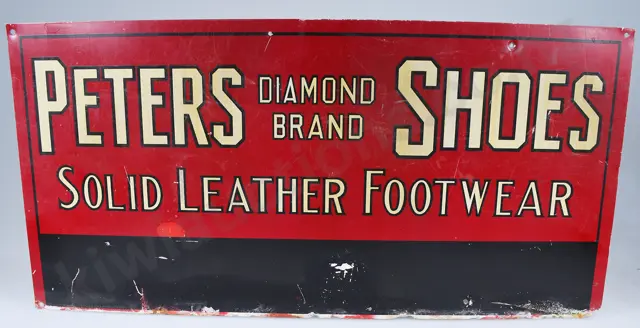 PETERS DIAMOND BRAND SHOES
SOLID LEATHER FOOTWEAR